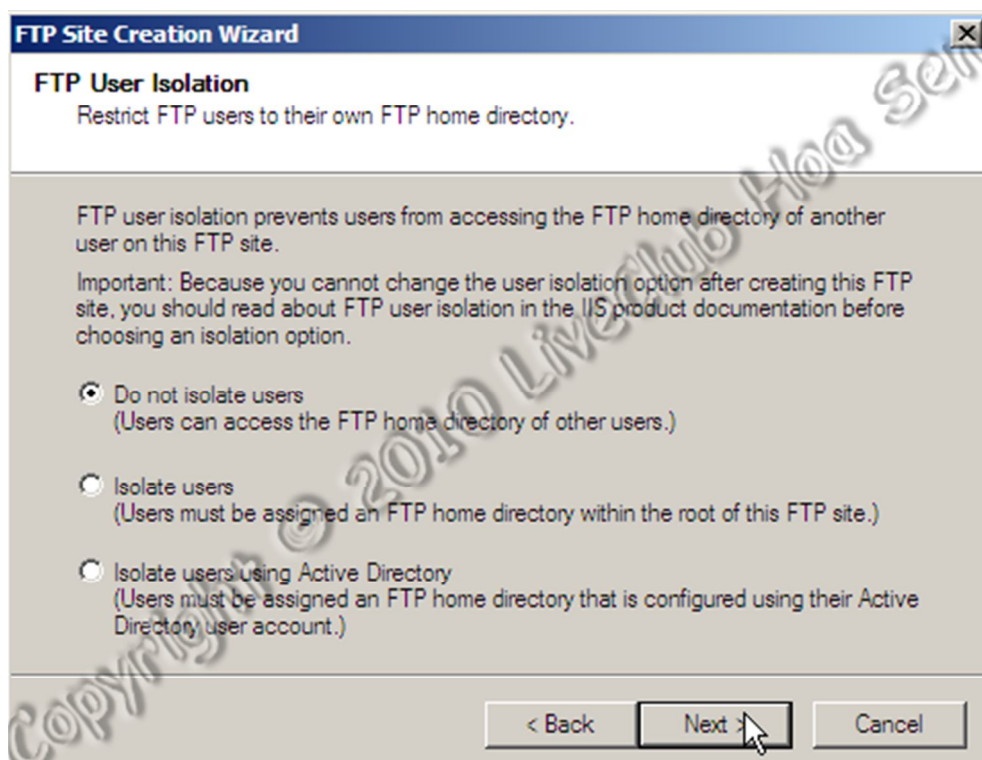 FTP Site Creation Wizard
FTP User Isolation
Restrict FTP users to their own FTP home directory.
FTP user isolation prevents users from accessing the FTP home directory of another
user on this FTP site.
Important: Because you cannot change the user isolation option after creating this FTP
site, you should read about FTP user isolation in the IIS product documentation before
choosing an isolation option.
Do not isolate users
(Users can access the FTP home directory of other users.)
Isolate users
(Users must be assigned an FTP home directory within the root of this FTP site.)
Isolate users using Active Directory
(Users must be assigned an FTP home directory that is configured using their Active
Directory user account.)
< Back Next > Cancel
Copyright © 2010 LiveClub Hoa Sen